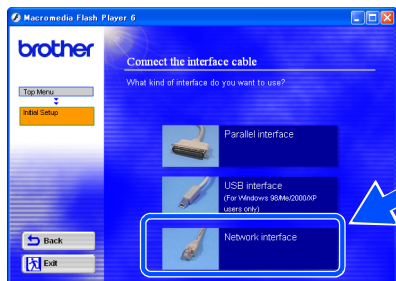 Macromedia Flash Player 6
brother
Connect the interface cable
What kind of interface do you want to use?
Top Menu
Initial Setup
Parallel interface
USB interface
(For Windows 98/Me/2000/XP
users only)
Network interface
Back
Exit